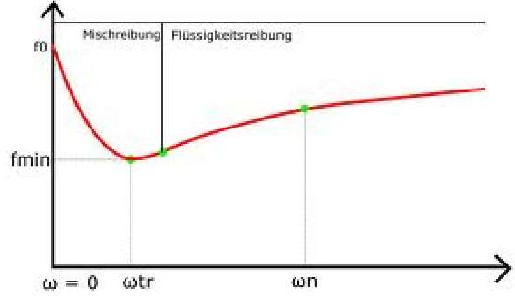 Mischreibung Flüssigkeitsreibung
f0
fmin
ω = 0 ωtr ωn